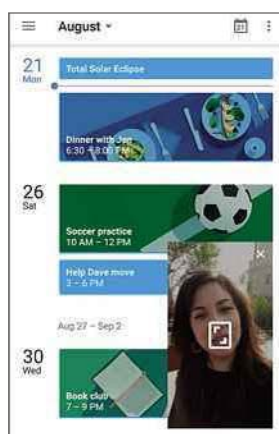 August
21
21
Mon
Total Solar Eclipse
Dinner with Jen
6:30 – 8:00 PM
26
Sat
Soccer practice
10 AM – 12 PM
Help Dave move
3 – 6 PM
Aug 27 – Sep 2
30
Wed
Book club
7 – 9 PM